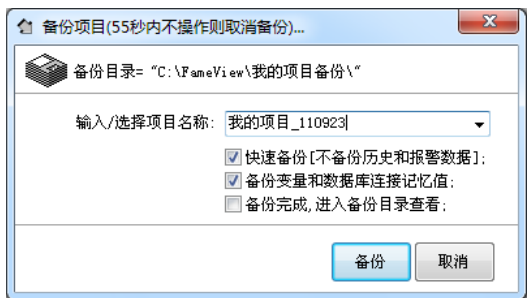 备份项目(55秒内不操作则取消备份)...
备份目录= "C:\FameView\我的项目备份\"
输入/选择项目名称: 我的项目_110923
快速备份[不备份历史和报警数据];
备份变量和数据库连接记忆值;
备份完成,进入备份目录查看;
备份 取消